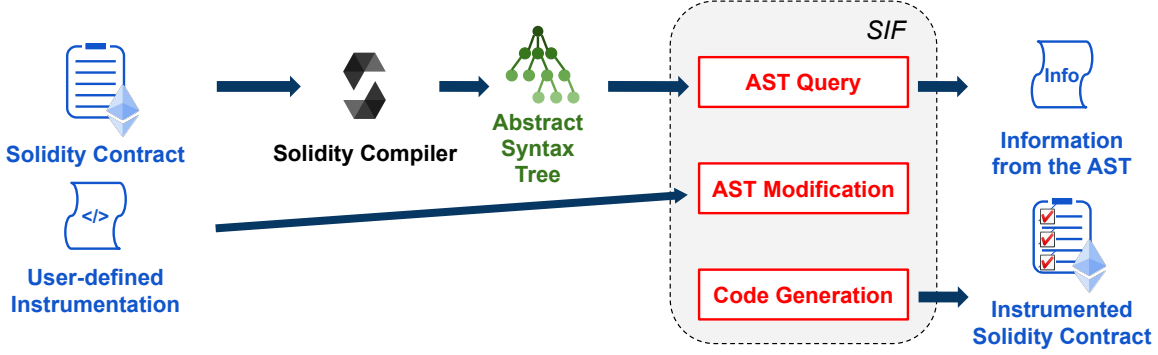 SIF
Solidity Contract
Solidity Compiler
Abstract
Syntax
Tree
AST Query
Info
Information
from the AST
</>
User-defined
Instrumentation
AST Modification
Code Generation
Instrumented
Solidity Contract